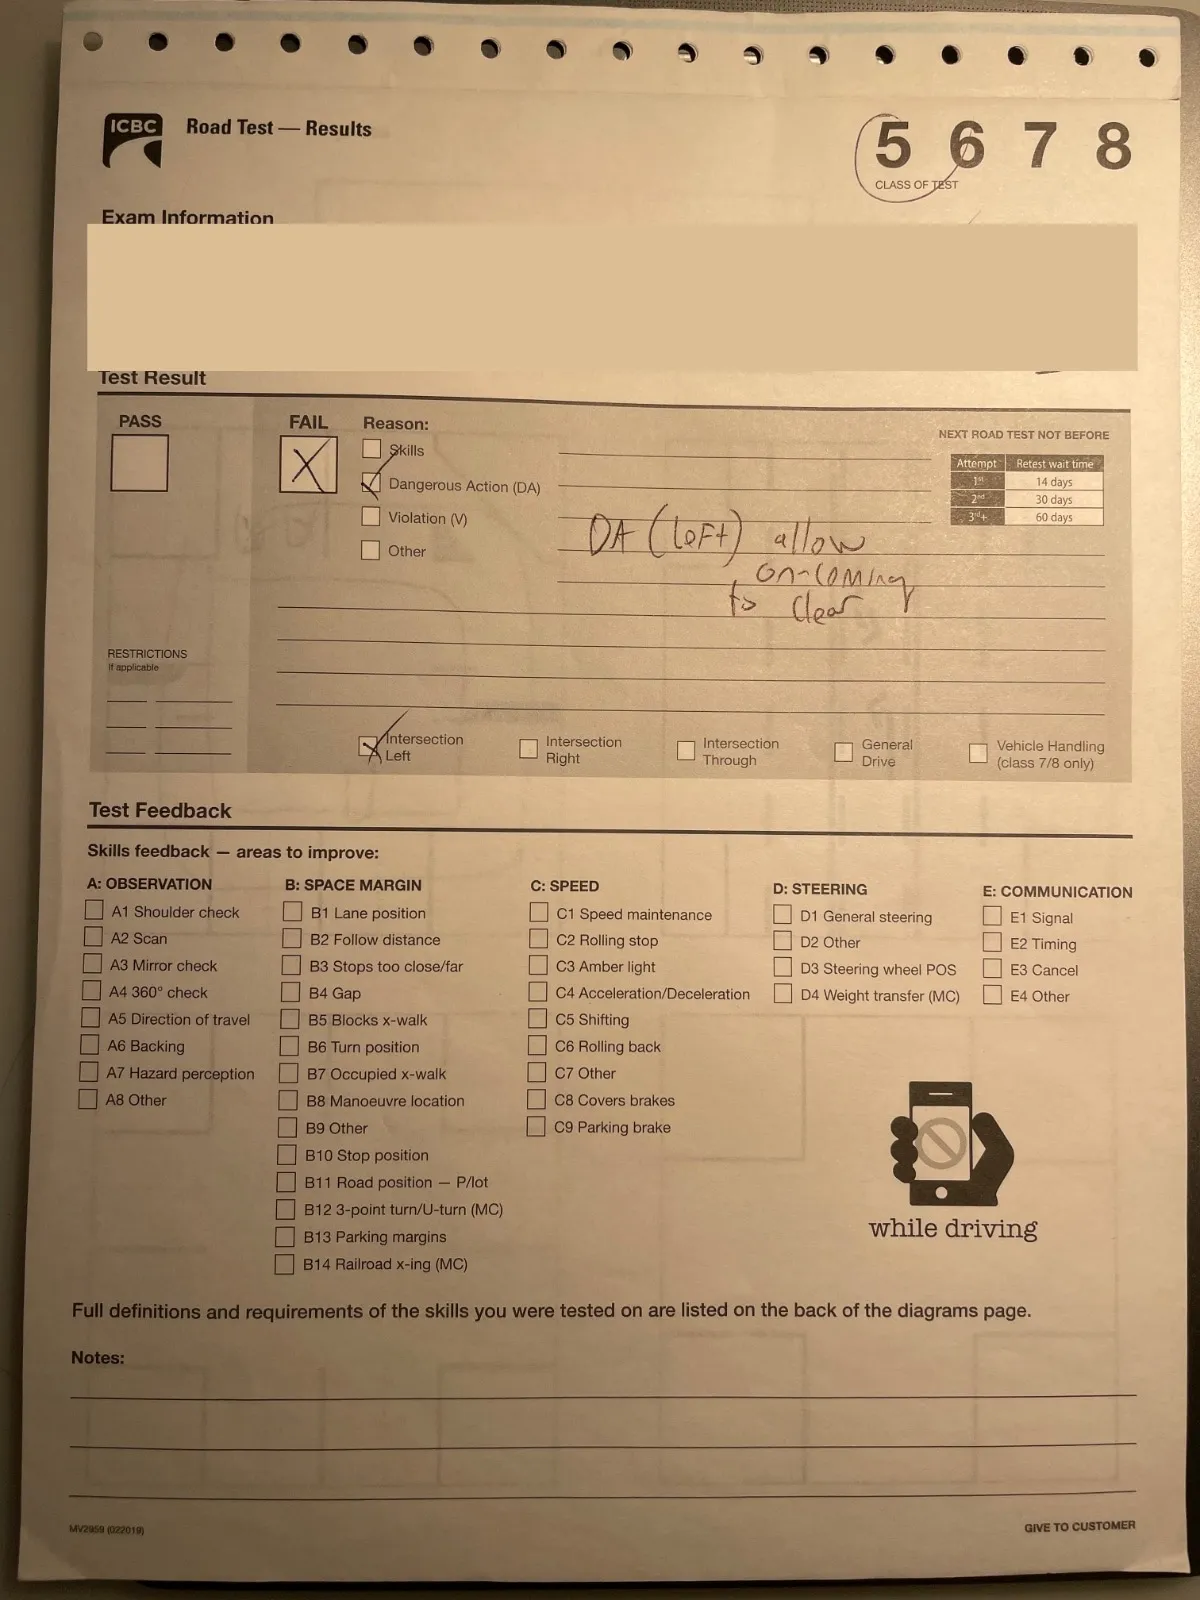 ICBC
Road Test — Results
5 6 7 8
CLASS OF TEST
Exam Information
Test Result
PASS
FAIL
Reason:
Skills
Dangerous Action (DA)
Violation (V)
Other
NEXT ROAD TEST NOT BEFORE
Attempt Retest wait time
1st 14 days
2nd 30 days
3rd+ 60 days
DA (left) allow
on-coming
to clear
RESTRICTIONS
If applicable
Intersection
Left
Intersection
Right
Intersection
Through
General
Drive
Vehicle Handling
(class 7/8 only)
Test Feedback
Skills feedback — areas to improve:
A: OBSERVATION
A1 Shoulder check
A2 Scan
A3 Mirror check
A4 360° check
A5 Direction of travel
A6 Backing
A7 Hazard perception
A8 Other
B: SPACE MARGIN
B1 Lane position
B2 Follow distance
B3 Stops too close/far
B4 Gap
B5 Blocks x-walk
B6 Turn position
B7 Occupied x-walk
B8 Manoeuvre location
B9 Other
B10 Stop position
B11 Road position — P/lot
B12 3-point turn/U-turn (MC)
B13 Parking margins
B14 Railroad x-ing (MC)
C: SPEED
C1 Speed maintenance
C2 Rolling stop
C3 Amber light
C4 Acceleration/Deceleration
C5 Shifting
C6 Rolling back
C7 Other
C8 Covers brakes
C9 Parking brake
D: STEERING
D1 General steering
D2 Other
D3 Steering wheel POS
D4 Weight transfer (MC)
E: COMMUNICATION
E1 Signal
E2 Timing
E3 Cancel
E4 Other
while driving
Full definitions and requirements of the skills you were tested on are listed on the back of the diagrams page.
Notes:
MV2959 (022019)
GIVE TO CUSTOMER